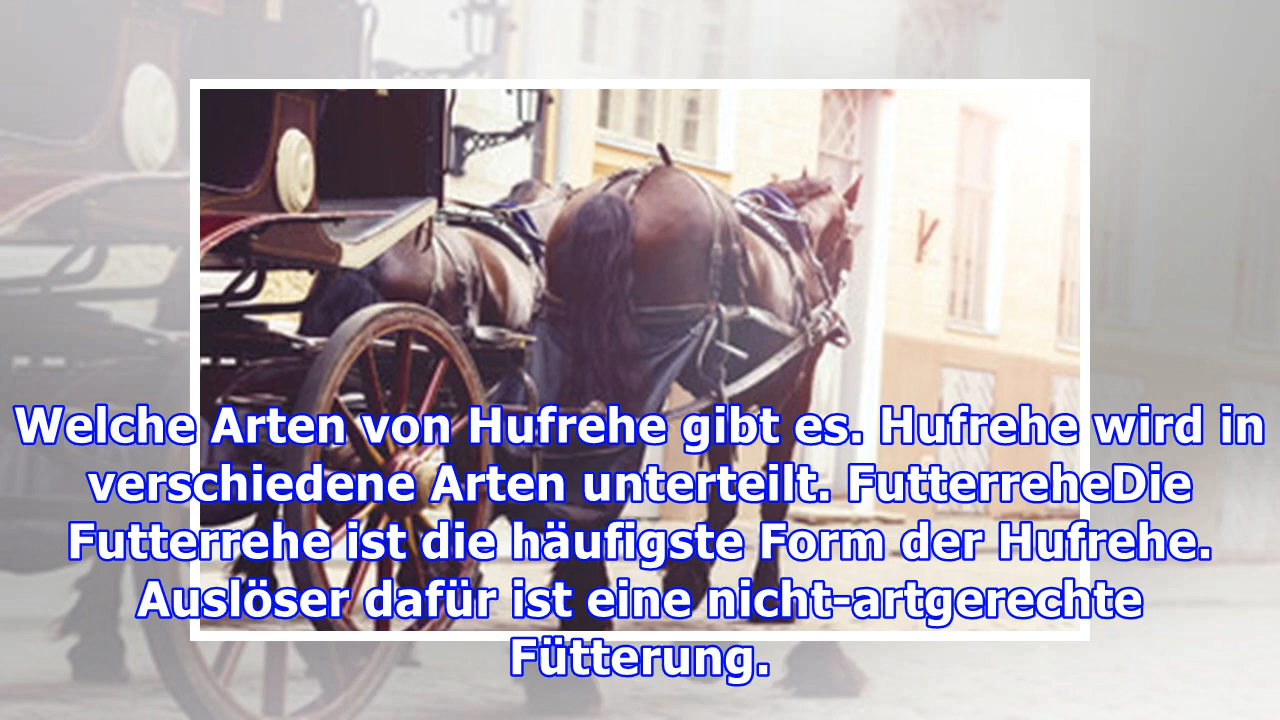 Welche Arten von Hufrehe gibt es. Hufrehe wird in
verschiedene Arten unterteilt. FutterreheDie
Futterrehe ist die häufigste Form der Hufrehe.
Auslöser dafür ist eine nicht-artgerechte
Fütterung.